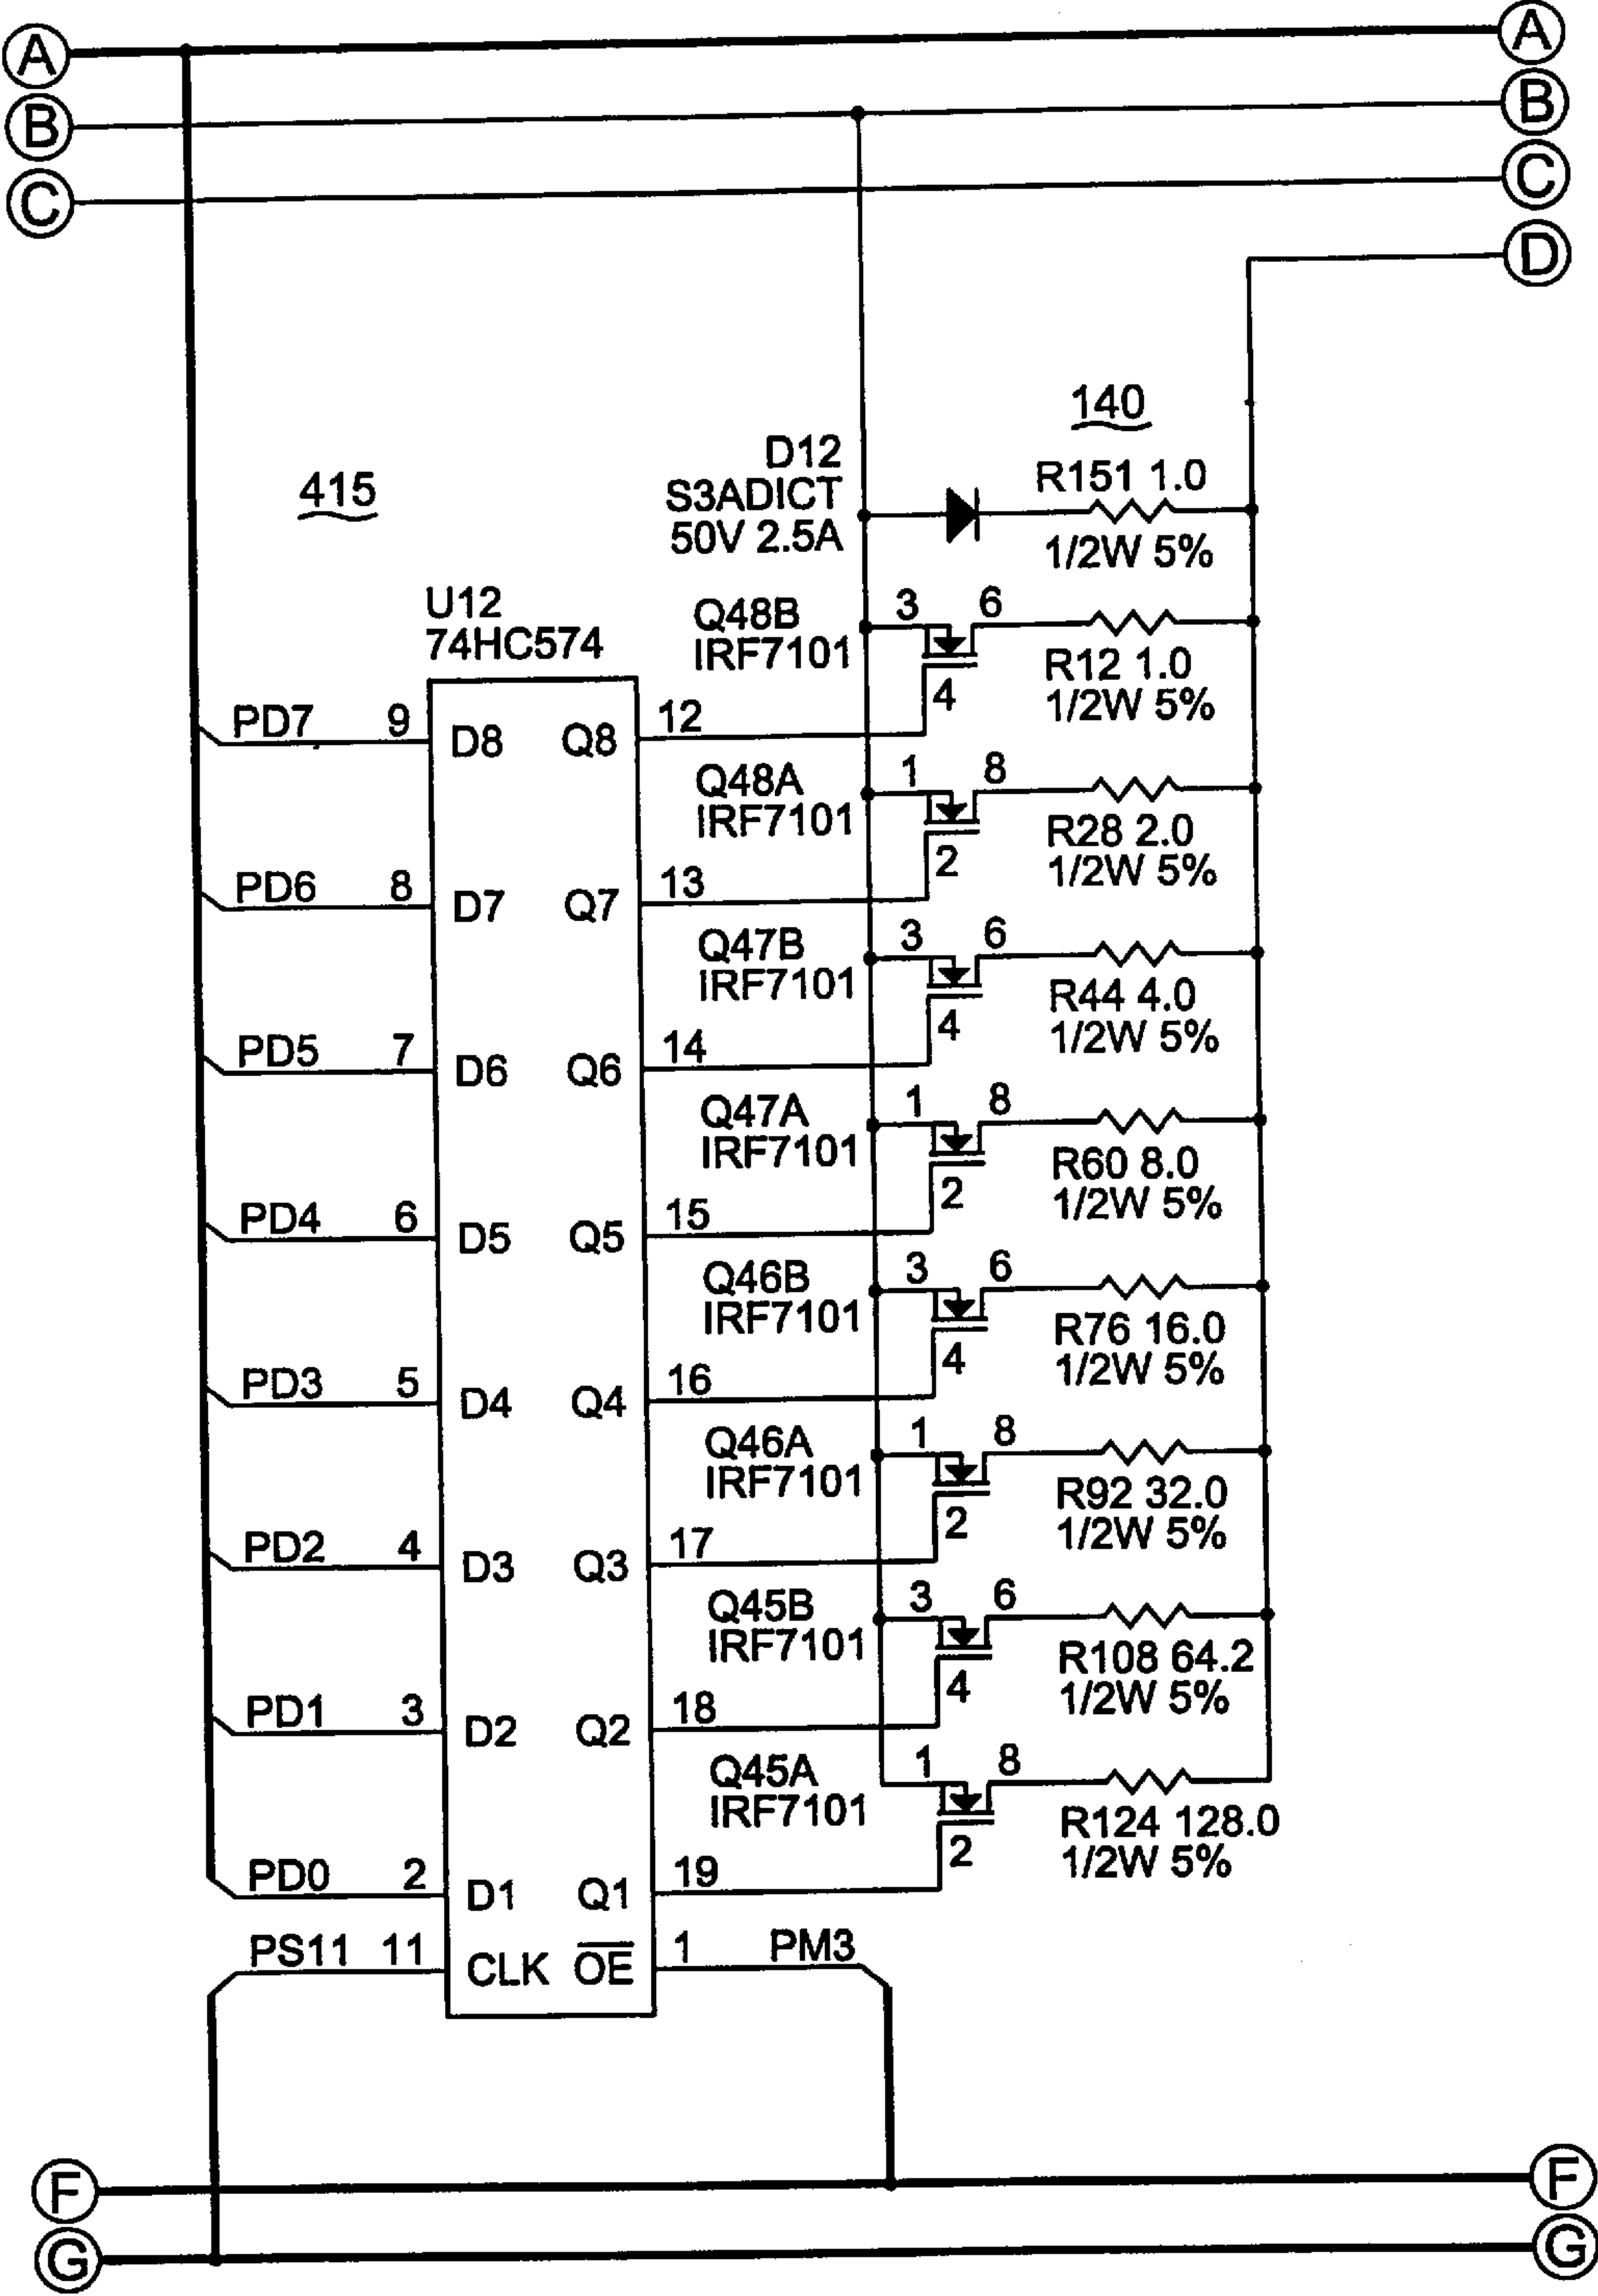 A A
B B
C C
D
140
D12
S3ADICT
50V 2.5A
R151 1.0
1/2W 5%
415
U12
74HC574
Q48B
IRF7101
3 6
4
R12 1.0
1/2W 5%
PD7 9 D8 Q8 12
Q48A
IRF7101
1 8
2
R28 2.0
1/2W 5%
PD6 8 D7 Q7 13
Q47B
IRF7101
3 6
4
R44 4.0
1/2W 5%
PD5 7 D6 Q6 14
Q47A
IRF7101
1 8
2
R60 8.0
1/2W 5%
PD4 6 D5 Q5 15
Q46B
IRF7101
3 6
4
R76 16.0
1/2W 5%
PD3 5 D4 Q4 16
Q46A
IRF7101
1 8
2
R92 32.0
1/2W 5%
PD2 4 D3 Q3 17
Q45B
IRF7101
3 6
4
R108 64.2
1/2W 5%
PD1 3 D2 Q2 18
Q45A
IRF7101
1 8
2
R124 128.0
1/2W 5%
PD0 2 D1 Q1 19
PS11 11 CLK OE 1 PM3
F F
G G